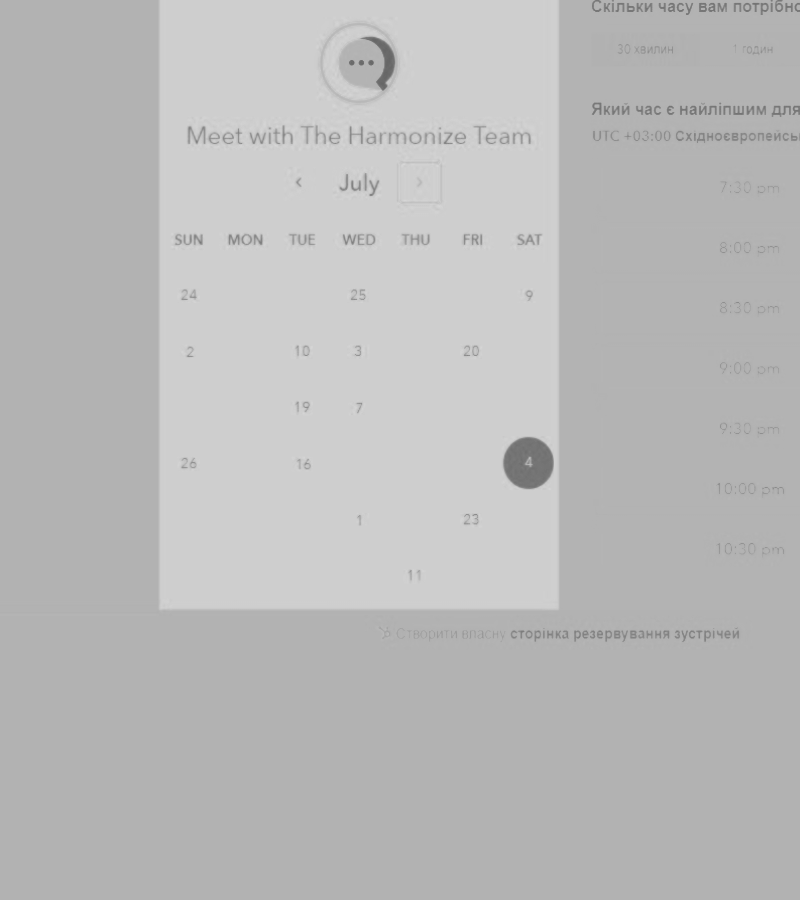 Meet with The Harmonize Team
July
SUN MON TUE WED THU FRI SAT
24 25 9
2 10 3 20
19 7
26 16 4
1 23
11
Скільки часу вам потрібно
30 хвилин 1 годин
Який час є найліпшим для
UTC +03:00 Східноєвропейсь
7:30 pm
8:00 pm
8:30 pm
9:00 pm
9:30 pm
10:00 pm
10:30 pm
Створити власну сторінка резервування зустрічей